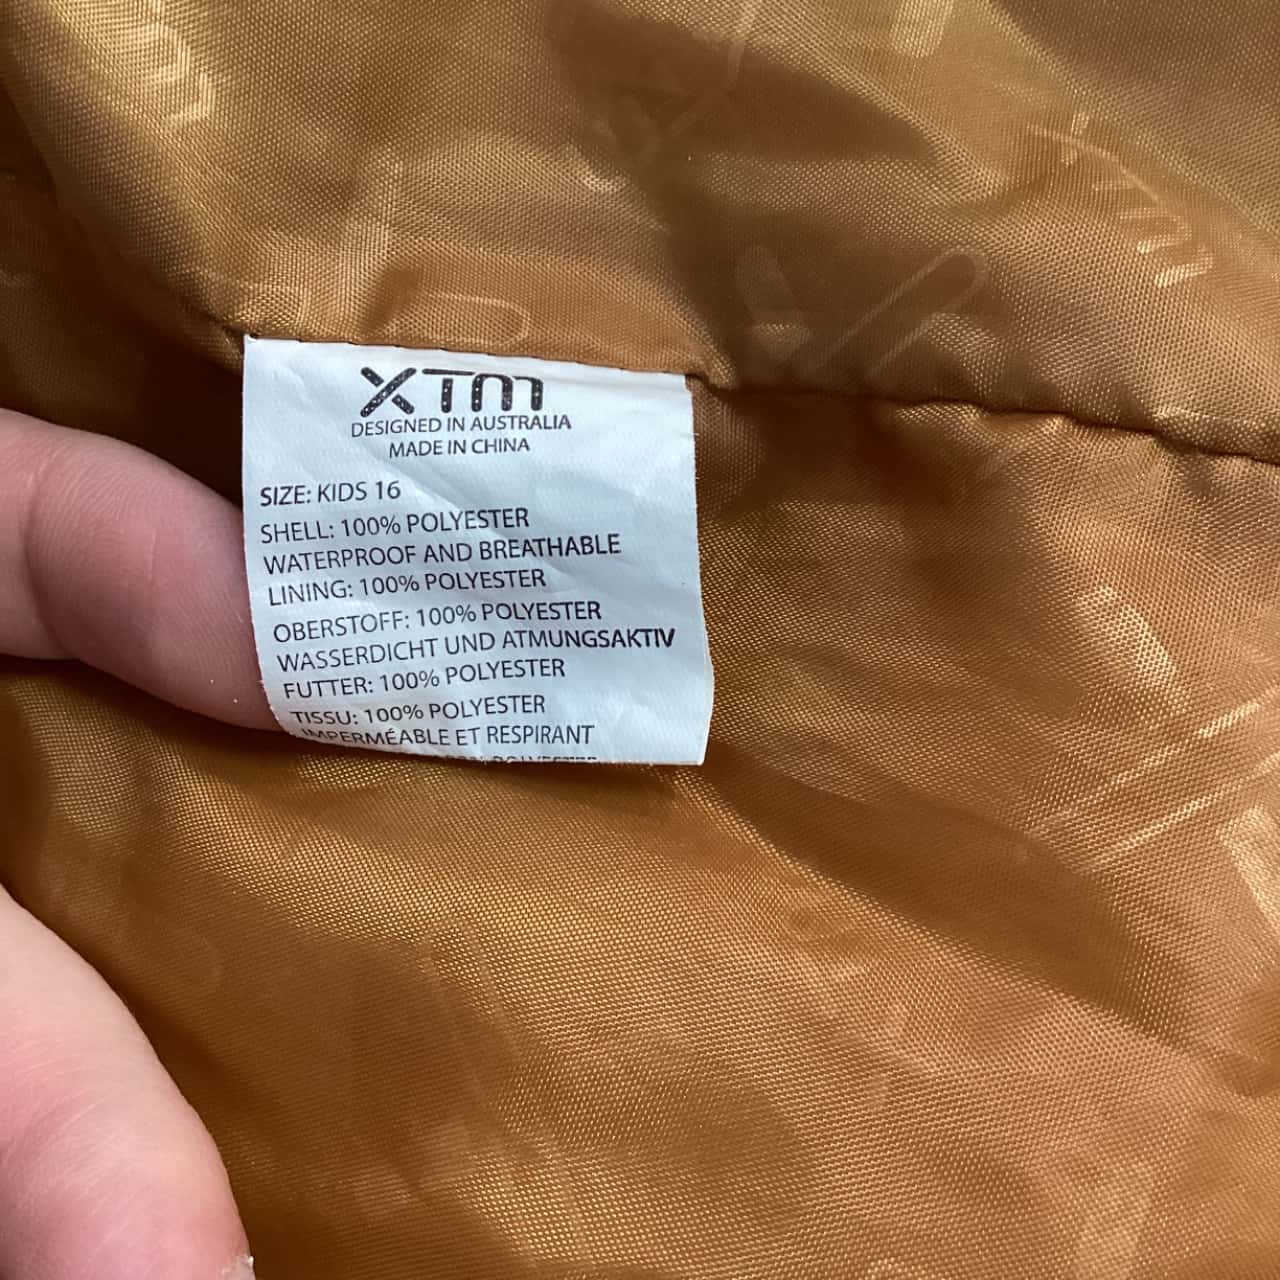 XTM
DESIGNED IN AUSTRALIA
MADE IN CHINA
SIZE: KIDS 16
SHELL: 100% POLYESTER
WATERPROOF AND BREATHABLE
LINING: 100% POLYESTER
OBERSTOFF: 100% POLYESTER
WASSERDICHT UND ATMUNGSAKTIV
FUTTER: 100% POLYESTER
TISSU: 100% POLYESTER
IMPERMÉABLE ET RESPIRANT
POLYESTER